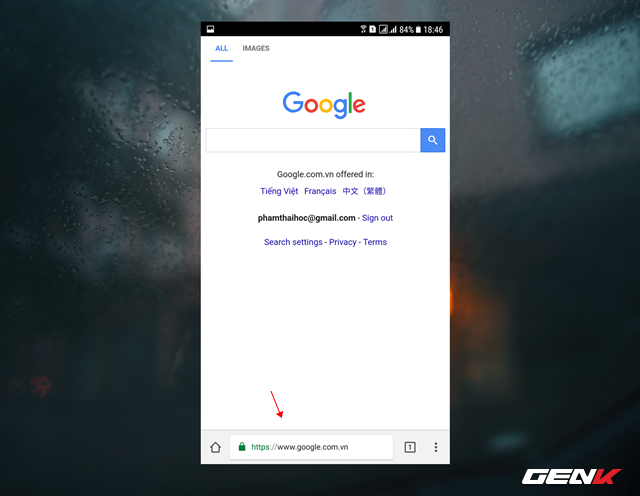 84% 18:46
ALL IMAGES
Google
Google.com.vn offered in:
Tiếng Việt Français 中文（繁體）
phamthaihoc@gmail.com - Sign out
Search settings - Privacy - Terms
https://www.google.com.vn
1
GENK